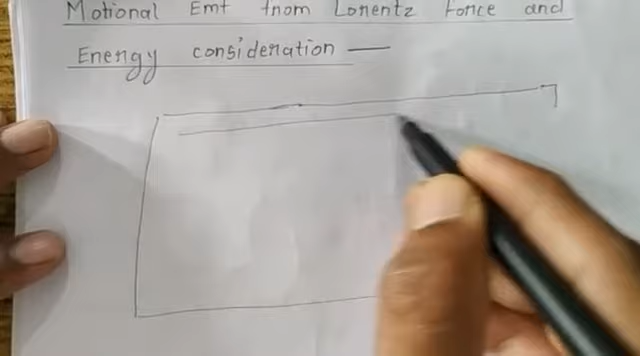 Motional Emf from Lorentz Force and
Energy consideration —